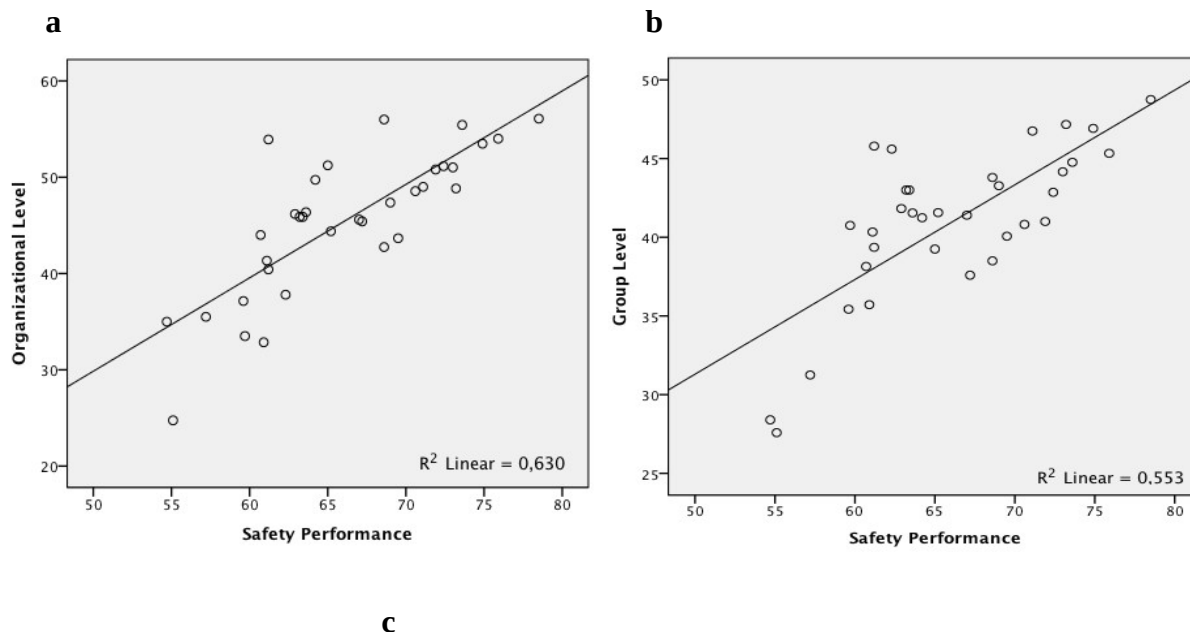 a
60
50
40
30
20
Organizational Level
R² Linear = 0,630
50 55 60 65 70 75 80
Safety Performance
b
50
45
40
35
30
25
Group Level
R² Linear = 0,553
50 55 60 65 70 75 80
Safety Performance
c